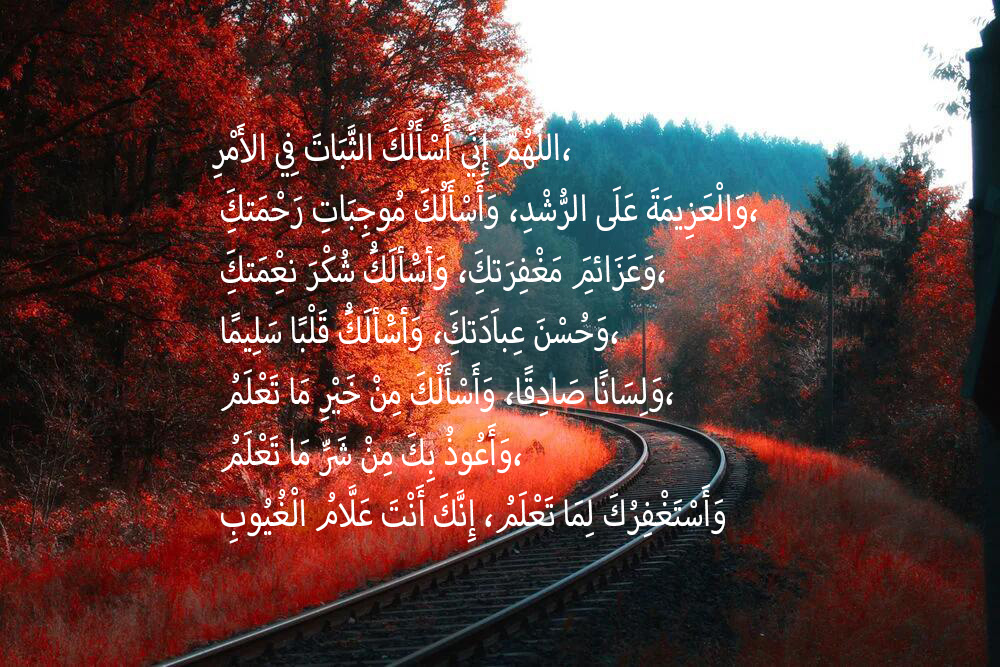 اللهُمَّ إِنِّي أَسْأَلُكَ الثَّبَاتَ فِي الأَمْرِ،
وَالْعَزِيمَةَ عَلَى الرُّشْدِ، وَأَسْأَلُكَ مُوجِبَاتِ رَحْمَتِكَ،
وَعَزَائِمَ مَغْفِرَتِكَ، وَأَسْأَلُكَ شُكْرَ نِعْمَتِكَ،
وَحُسْنَ عِبَادَتِكَ، وَأَسْأَلُكَ قَلْبًا سَلِيمًا،
وَلِسَانًا صَادِقًا، وَأَسْأَلُكَ مِنْ خَيْرِ مَا تَعْلَمُ،
وَأَعُوذُ بِكَ مِنْ شَرِّ مَا تَعْلَمُ،
وَأَسْتَغْفِرُكَ لِمَا تَعْلَمُ، إِنَّكَ أَنْتَ عَلَّامُ الْغُيُوبِ